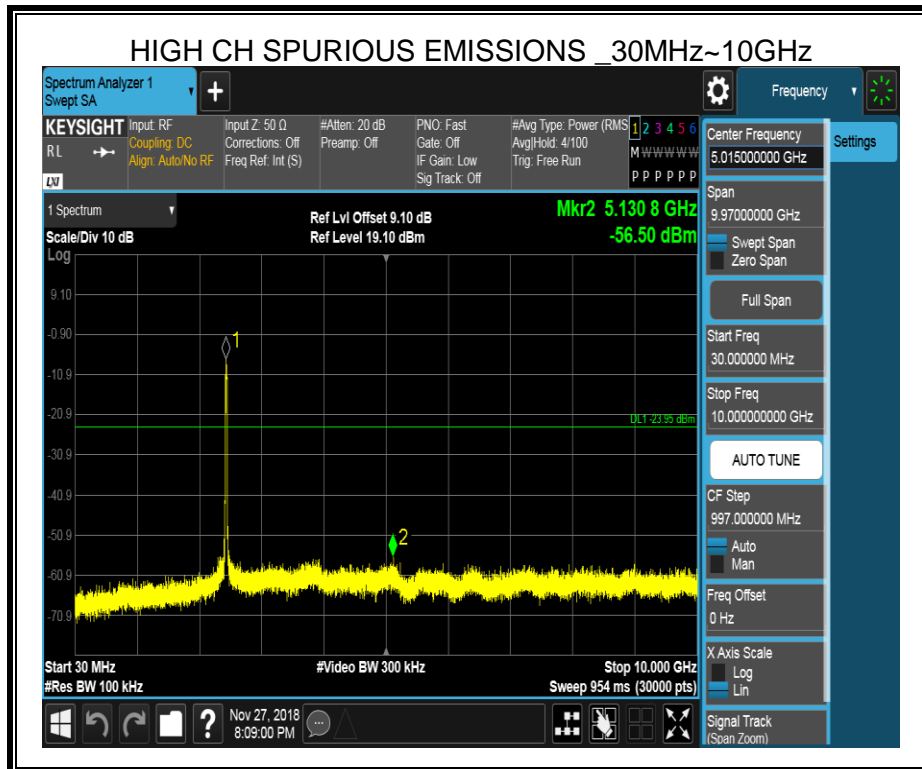 HIGH CH SPURIOUS EMISSIONS _30MHz~10GHz
Spectrum Analyzer 1
Swept SA
Frequency
KEYSIGHT
RL
LXI
Input: RF
Coupling: DC
Align: Auto/No RF
Input Z: 50 Ω
Corrections: Off
Freq Ref: Int (S)
#Atten: 20 dB
Preamp: Off
PNO: Fast
Gate: Off
IF Gain: Low
Sig Track: Off
#Avg Type: Power (RMS
Avg|Hold: 4/100
Trig: Free Run
1 2 3 4 5 6
M W W W W W
P P P P P P
1 Spectrum
Scale/Div 10 dB
Ref Lvl Offset 9.10 dB
Ref Level 19.10 dBm
Mkr2 5.130 8 GHz
-56.50 dBm
Log
9.10
-0.90
-10.9
-20.9
-30.9
-40.9
-50.9
-60.9
-70.9
1
DL1 -23.95 dBm
2
Start 30 MHz
#Res BW 100 kHz
#Video BW 300 kHz
Stop 10.000 GHz
Sweep 954 ms (30000 pts)
Nov 27, 2018
8:09:00 PM
Center Frequency
5.015000000 GHz
Settings
Span
9.97000000 GHz
Swept Span
Zero Span
Full Span
Start Freq
30.000000 MHz
Stop Freq
10.000000000 GHz
AUTO TUNE
CF Step
997.000000 MHz
Auto
Man
Freq Offset
0 Hz
X Axis Scale
Log
Lin
Signal Track
(Span Zoom)